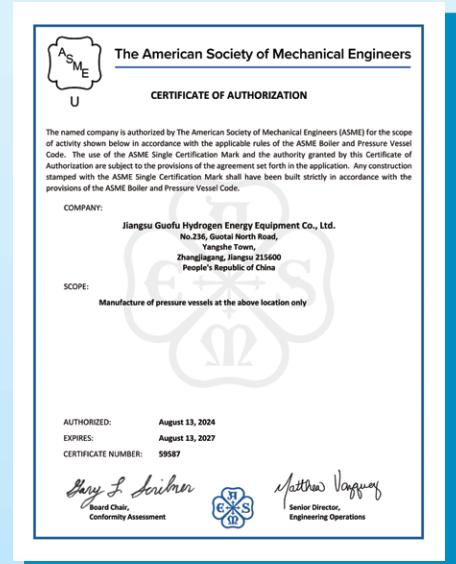 ASME
U
The American Society of Mechanical Engineers
CERTIFICATE OF AUTHORIZATION
The named company is authorized by The American Society of Mechanical Engineers (ASME) for the scope
of activity shown below in accordance with the applicable rules of the ASME Boiler and Pressure Vessel
Code. The use of the ASME Single Certification Mark and the authority granted by this Certificate of
Authorization are subject to the provisions of the agreement set forth in the application. Any construction
stamped with the ASME Single Certification Mark shall have been built strictly in accordance with the
provisions of the ASME Boiler and Pressure Vessel Code.
COMPANY:
Jiangsu Guofu Hydrogen Energy Equipment Co., Ltd.
No.236, Guotai North Road,
Yangshe Town,
Zhangjiagang, Jiangsu 215600
People's Republic of China
SCOPE:
Manufacture of pressure vessels at the above location only
AUTHORIZED: August 13, 2024
EXPIRES: August 13, 2027
CERTIFICATE NUMBER: 59587
Board Chair,
Conformity Assessment
Senior Director,
Engineering Operations